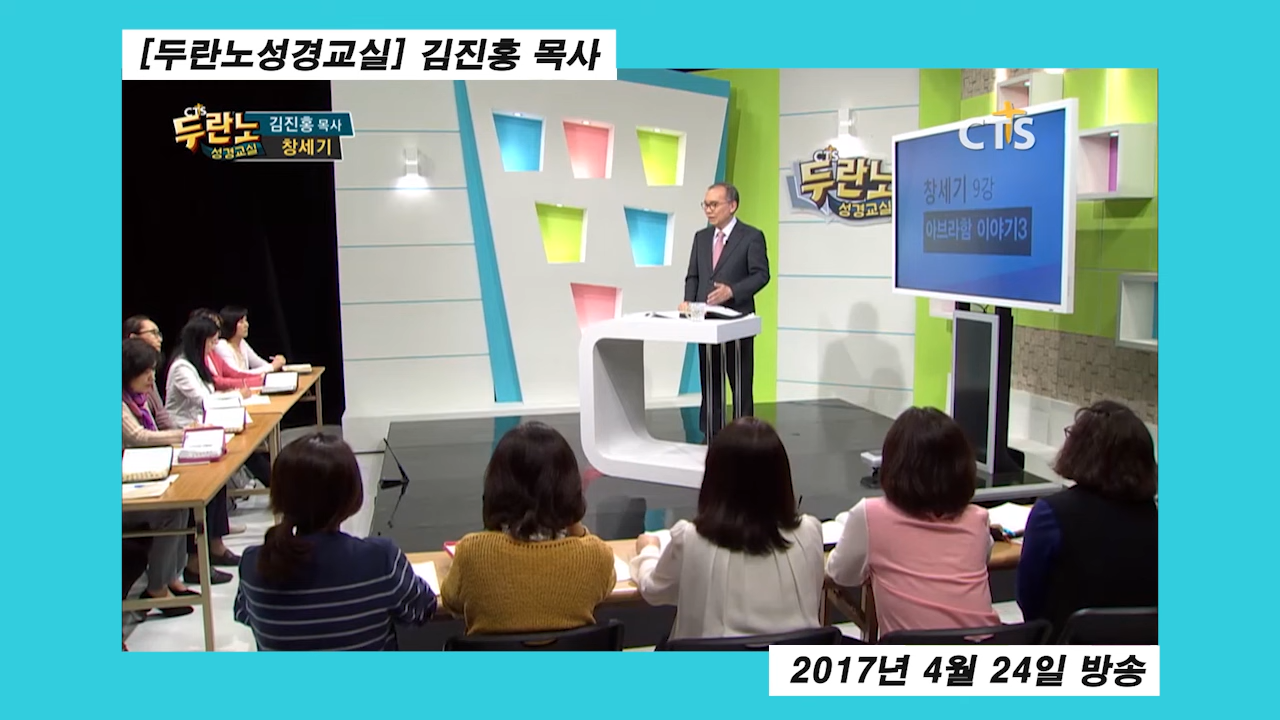 [두란노성경교실] 김진홍 목사
CTS
두란노
성경교실
김진홍 목사
창세기
CTS
두란노
성경교실
CTS
창세기 9강
아브라함 이야기3
2017년 4월 24일 방송